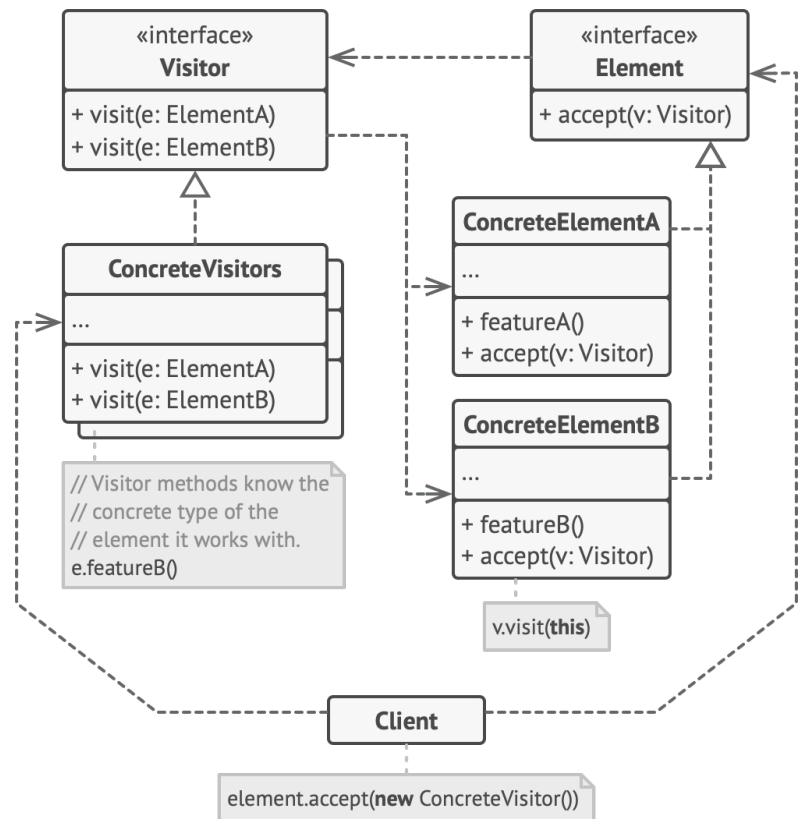 «interface»
Visitor
+ visit(e: ElementA)
+ visit(e: ElementB)
«interface»
Element
+ accept(v: Visitor)
ConcreteVisitors
...
+ visit(e: ElementA)
+ visit(e: ElementB)
// Visitor methods know the
// concrete type of the
// element it works with.
e.featureB()
ConcreteElementA
...
+ featureA()
+ accept(v: Visitor)
ConcreteElementB
...
+ featureB()
+ accept(v: Visitor)
v.visit(this)
Client
element.accept(new ConcreteVisitor())